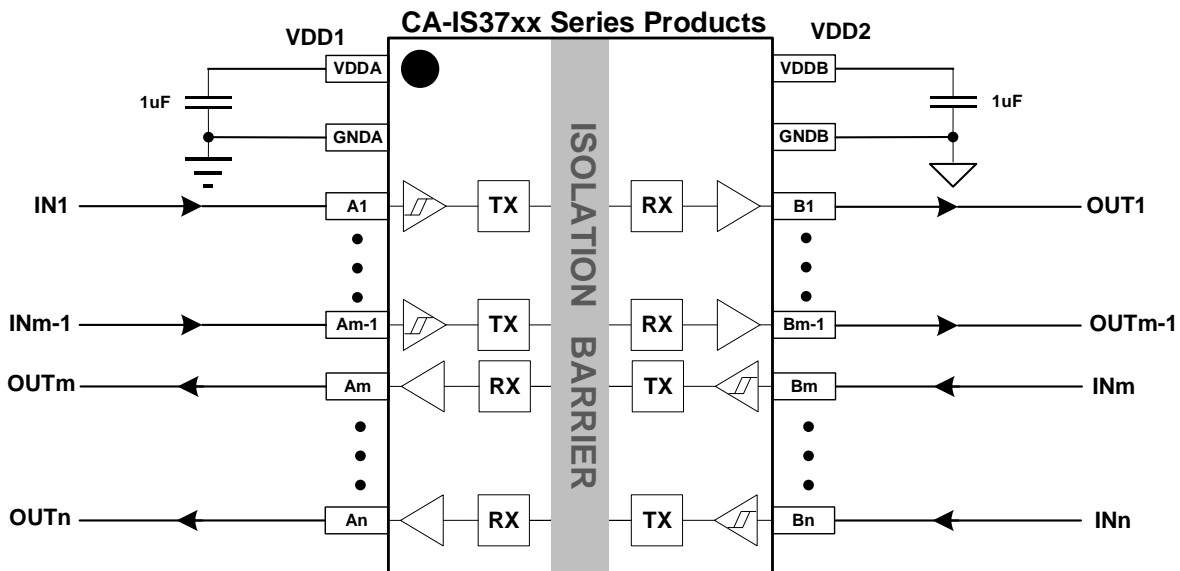 CA-IS37xx Series Products
VDD1
VDD2
VDDA
VDDB
1uF
1uF
GNDA
GNDB
ISOLATION BARRIER
IN1
A1
TX
RX
B1
OUT1
INm-1
Am-1
TX
RX
Bm-1
OUTm-1
OUTm
Am
RX
TX
Bm
INm
OUTn
An
RX
TX
Bn
INn